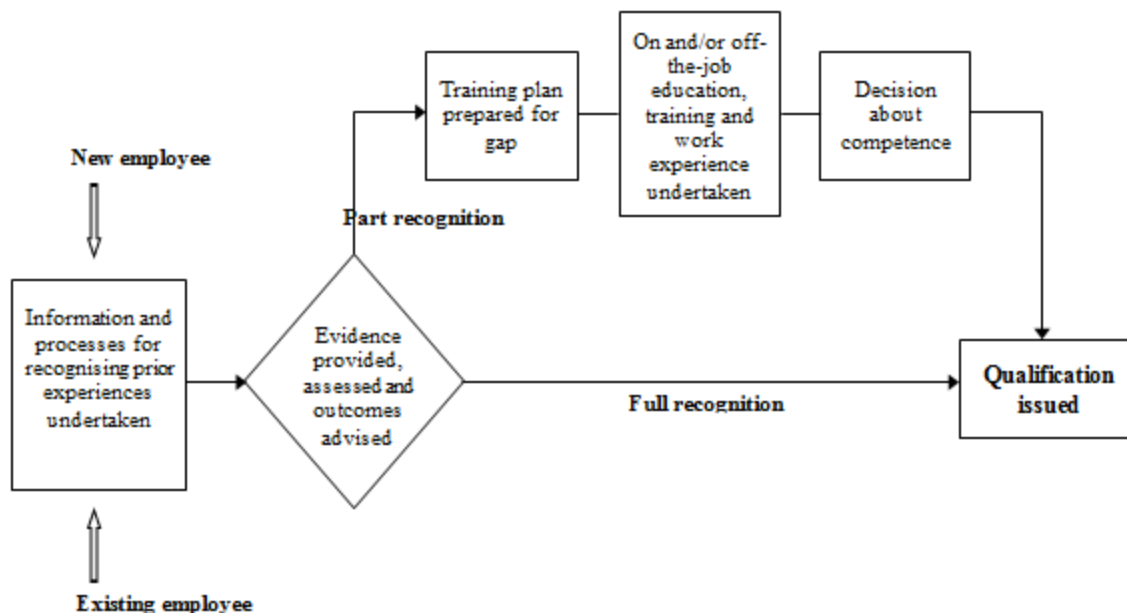 New employee
Information and
processes for
recognising prior
experiences
undertaken
Existing employee
Evidence
provided,
assessed and
outcomes
advised
Part recognition
Training plan
prepared for
gap
On and/or off-
the-job
education,
training and
work
experience
undertaken
Decision
about
competence
Full recognition
Qualification
issued